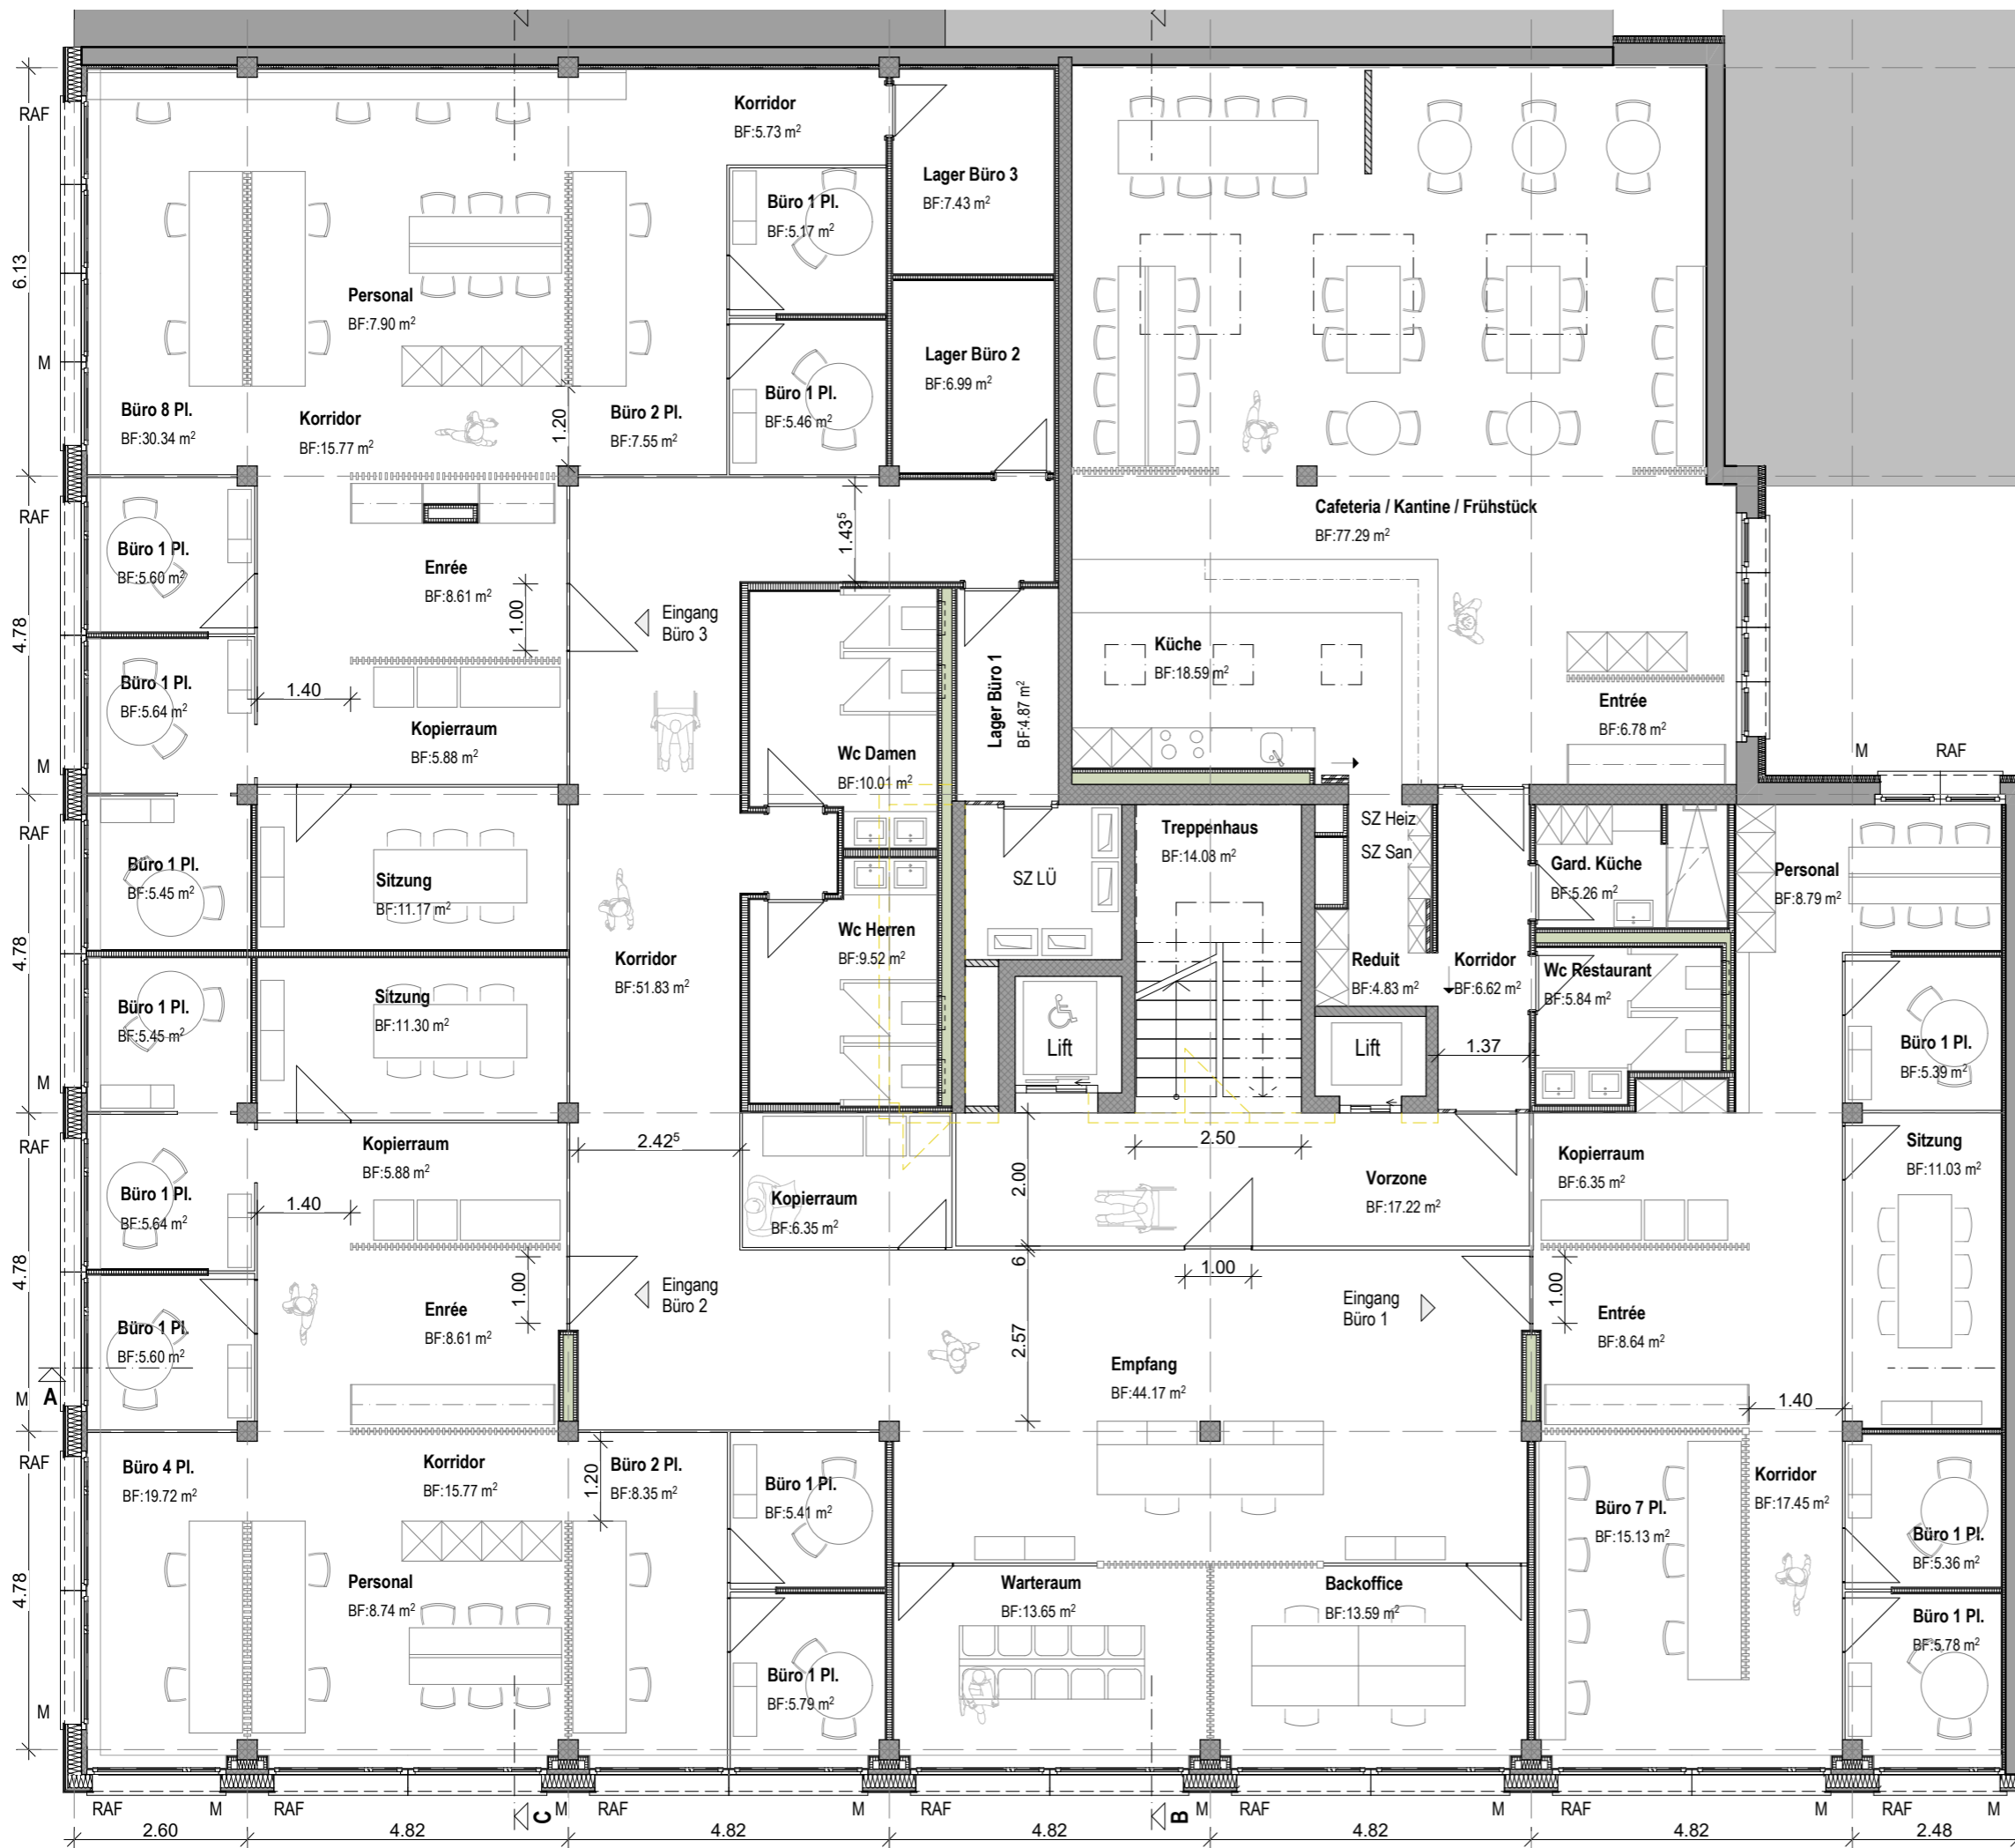 RAF
Korridor
BF:5.73 m²
Lager Büro 3
BF:7.43 m²
Büro 1 Pl.
BF:5.17 m²
6.13
Personal
BF:7.90 m²
Lager Büro 2
BF:6.99 m²
M
Büro 1 Pl.
BF:5.46 m²
Büro 8 Pl.
BF:30.34 m²
Korridor
BF:15.77 m²
1.20
Büro 2 Pl.
BF:7.55 m²
RAF
1.43⁵
Cafeteria / Kantine / Frühstück
BF:77.29 m²
Büro 1 Pl.
BF:5.60 m²
Enrée
BF:8.61 m²
1.00
Eingang
Büro 3
4.78
Küche
BF:18.59 m²
Büro 1 Pl.
BF:5.64 m²
1.40
Lager Büro 1
BF:4.87 m²
Entrée
BF:6.78 m²
Kopierraum
BF:5.88 m²
Wc Damen
BF:10.01 m²
M
M
RAF
RAF
Treppenhaus
BF:14.08 m²
SZ Heiz
SZ San
Büro 1 Pl.
BF:5.45 m²
Sitzung
BF:11.17 m²
SZ LÜ
Gard. Küche
BF:5.26 m²
Personal
BF:8.79 m²
4.78
Wc Herren
BF:9.52 m²
Korridor
BF:51.83 m²
Reduit
BF:4.83 m²
Korridor
BF:6.62 m²
Wc Restaurant
BF:5.84 m²
Büro 1 Pl.
BF:5.45 m²
Sitzung
BF:11.30 m²
Lift
Lift
1.37
Büro 1 Pl.
BF:5.39 m²
M
RAF
Kopierraum
BF:5.88 m²
2.42⁵
2.50
2.00
Kopierraum
BF:6.35 m²
Sitzung
BF:11.03 m²
Büro 1 Pl.
BF:5.64 m²
1.40
Kopierraum
BF:6.35 m²
Vorzone
BF:17.22 m²
4.78
6
1.00
1.00
Eingang
Büro 2
Eingang
Büro 1
1.00
Enrée
BF:8.61 m²
Entrée
BF:8.64 m²
Büro 1 Pl.
BF:5.60 m²
2.57
Empfang
BF:44.17 m²
M
A
1.40
RAF
Büro 4 Pl.
BF:19.72 m²
Korridor
BF:15.77 m²
1.20
Büro 2 Pl.
BF:8.35 m²
Büro 1 Pl.
BF:5.41 m²
Korridor
BF:17.45 m²
Büro 7 Pl.
BF:15.13 m²
Büro 1 Pl.
BF:5.36 m²
4.78
Personal
BF:8.74 m²
Warteraum
BF:13.65 m²
Backoffice
BF:13.59 m²
Büro 1 Pl.
BF:5.78 m²
Büro 1 Pl.
BF:5.79 m²
M
RAF M RAF C M RAF M RAF B M RAF M RAF M RAF M
2.60 4.82 4.82 4.82 4.82 4.82 2.48